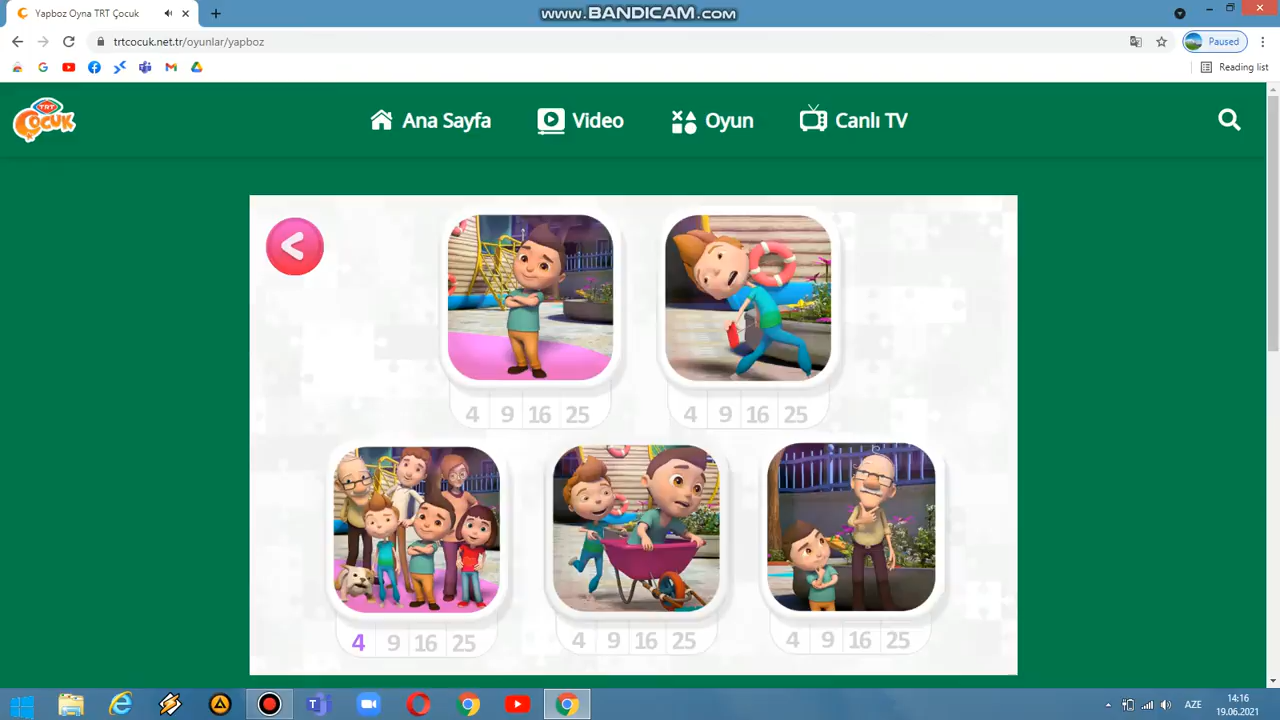 Yapboz Oyna TRT Çocuk
www.BANDICAM.com
trtcocuk.net.tr/oyunlar/yapboz
Paused
Reading list
TRT
ÇOCUK
Ana Sayfa
Video
Oyun
Canlı TV
4 9 16 25
4 9 16 25
4 9 16 25
4 9 16 25
4 9 16 25
AZE
14:16
19.06.2021